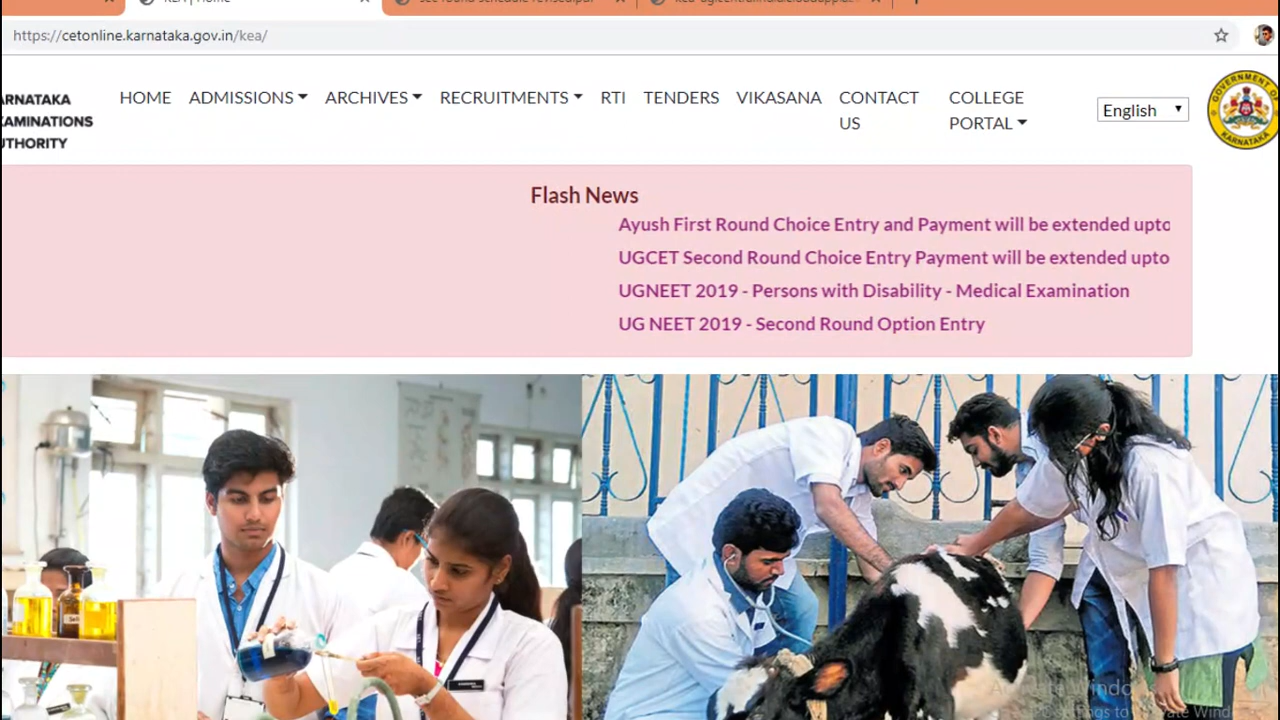 https://cetonline.karnataka.gov.in/kea/
ARNATAKA
XAMINATIONS
UTHORITY
HOME ADMISSIONS ARCHIVES RECRUITMENTS RTI TENDERS VIKASANA CONTACT US COLLEGE PORTAL English
Flash News
Ayush First Round Choice Entry and Payment will be extended upto
UGCET Second Round Choice Entry Payment will be extended upto
UGNEET 2019 - Persons with Disability - Medical Examination
UG NEET 2019 - Second Round Option Entry